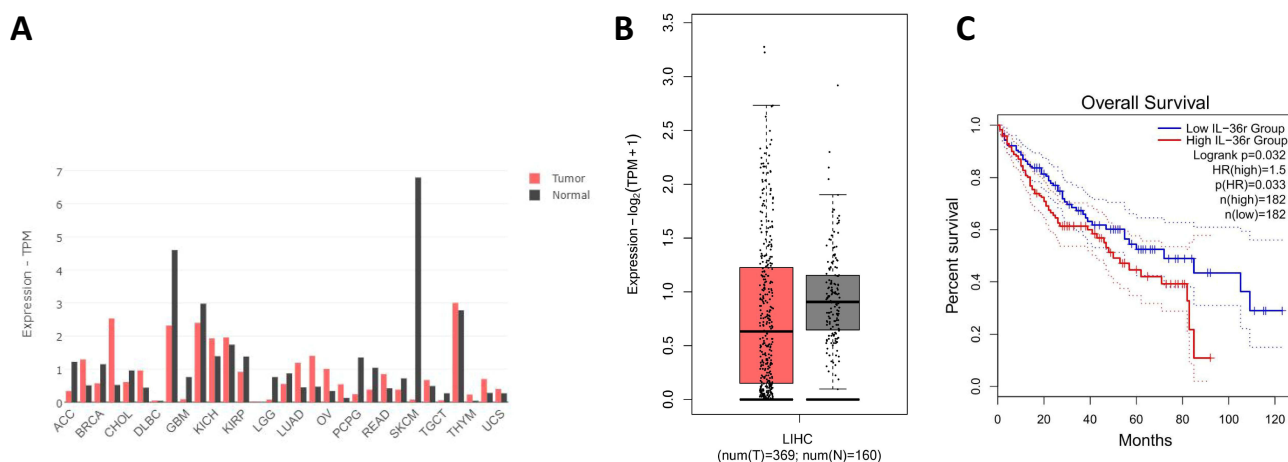 A
Expression – TPM
7
6
5
4
3
2
1
0
Tumor
Normal
ACC
BRCA
CHOL
DLBC
GBM
KICH
KIRP
LGG
LUAD
OV
PCPG
READ
SKCM
TGCT
THYM
UCS
B
Expression – log₂(TPM + 1)
3.5
3.0
2.5
2.0
1.5
1.0
0.5
0.0
LIHC
(num(T)=369; num(N)=160)
C
Overall Survival
Low IL−36r Group
High IL−36r Group
Logrank p=0.032
HR(high)=1.5
p(HR)=0.033
n(high)=182
n(low)=182
Percent survival
1.0
0.8
0.6
0.4
0.2
0.0
0 20 40 60 80 100 120
Months